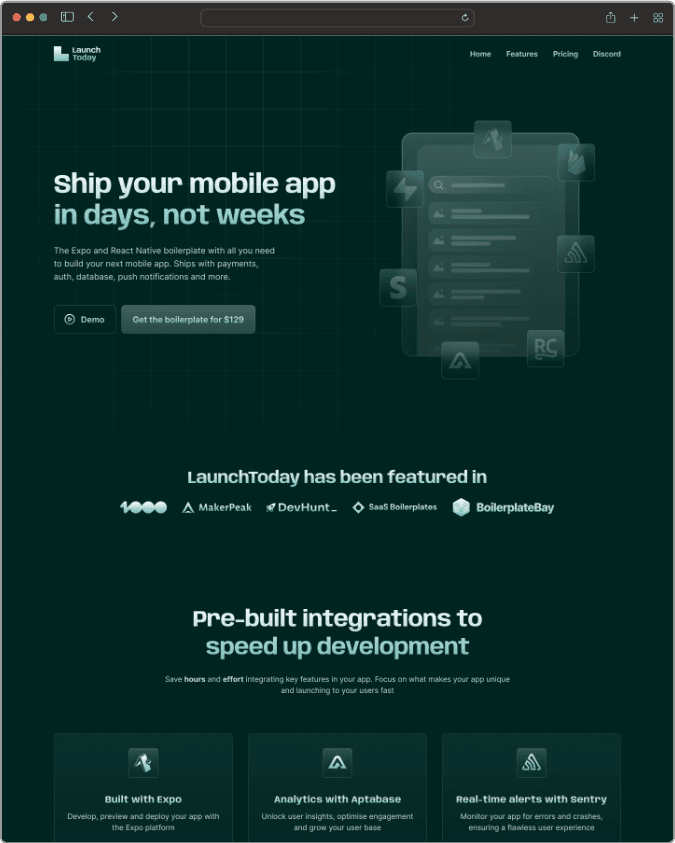 Launch
Today
Home
Features
Pricing
Discord
Ship your mobile app
in days, not weeks
The Expo and React Native boilerplate with all you need
to build your next mobile app. Ships with payments,
auth, database, push notifications and more.
Demo
Get the boilerplate for $129
S
RC
LaunchToday has been featured in
1000
MakerPeak
DevHunt_
SaaS Boilerplates
BoilerplateBay
Pre-built integrations to
speed up development
Save hours and effort integrating key features in your app. Focus on what makes your app unique
and launching to your users fast
Built with Expo
Develop, preview and deploy your app with
the Expo platform
Analytics with Aptabase
Unlock user insights, optimise engagement
and grow your user base
Real-time alerts with Sentry
Monitor your app for errors and crashes,
ensuring a flawless user experience